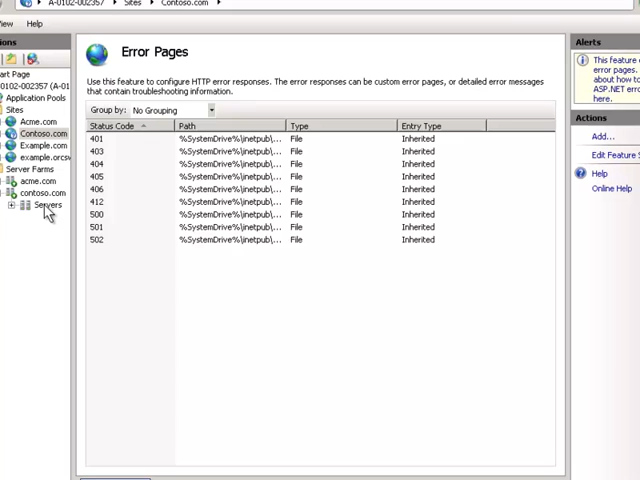 A-0102-002357 ▸ Sites ▸ Contoso.com ▸
View Help
Error Pages
Use this feature to configure HTTP error responses. The error responses can be custom error pages, or detailed error messages
that contain troubleshooting information.
Group by: No Grouping
Status Code Path Type Entry Type
401 %SystemDrive%\inetpub\... File Inherited
403 %SystemDrive%\inetpub\... File Inherited
404 %SystemDrive%\inetpub\... File Inherited
405 %SystemDrive%\inetpub\... File Inherited
406 %SystemDrive%\inetpub\... File Inherited
412 %SystemDrive%\inetpub\... File Inherited
500 %SystemDrive%\inetpub\... File Inherited
501 %SystemDrive%\inetpub\... File Inherited
502 %SystemDrive%\inetpub\... File Inherited
ions
art Page
0102-002357 (A-01
Application Pools
Sites
Acme.com
Contoso.com
Example.com
example.orcsw
Server Farms
acme.com
contoso.com
Servers
Alerts
This feature
error pages.
about how to
ASP.NET erro
here.
Actions
Add...
Edit Feature S
Help
Online Help